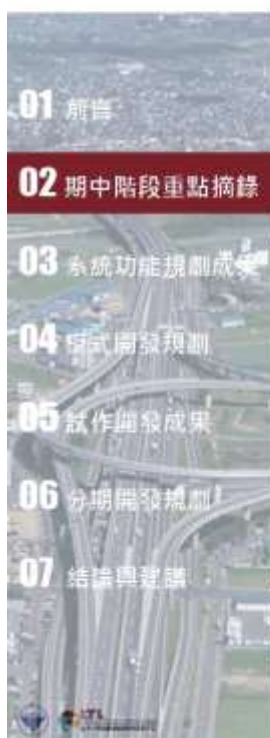 01 前言
02 期中階段重點摘錄
03 系統功能規劃成果
04 程式開發規劃
05 試作開發成果
06 分期開發規劃
07 結論與建議